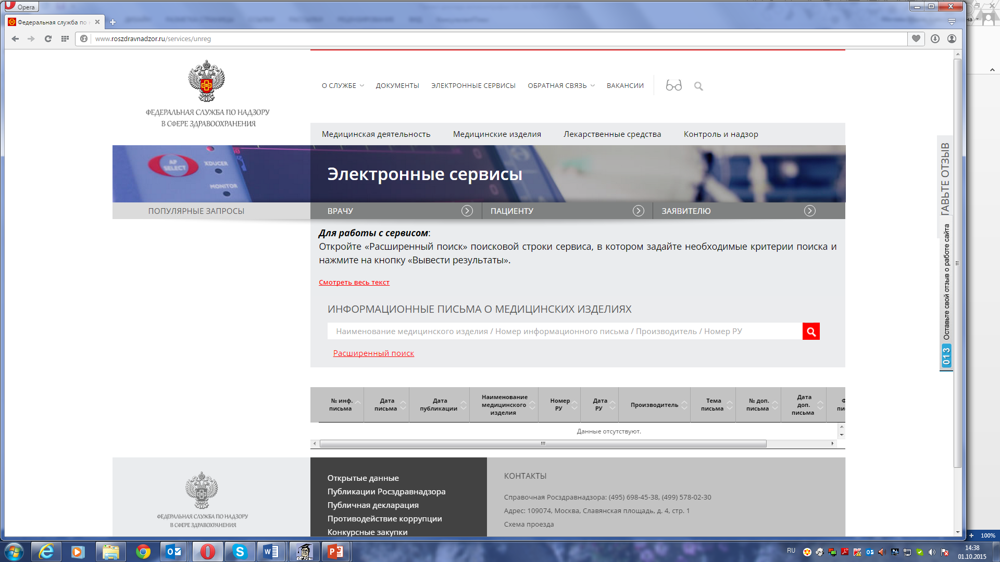 Opera
Федеральная служба по
www.roszdravnadzor.ru/services/unreg
ФЕДЕРАЛЬНАЯ СЛУЖБА ПО НАДЗОРУ
В СФЕРЕ ЗДРАВООХРАНЕНИЯ
О СЛУЖБЕ ДОКУМЕНТЫ ЭЛЕКТРОННЫЕ СЕРВИСЫ ОБРАТНАЯ СВЯЗЬ ВАКАНСИИ
Медицинская деятельность Медицинские изделия Лекарственные средства Контроль и надзор
AP
SELECT
XDUCER
MONITOR
Электронные сервисы
ПОПУЛЯРНЫЕ ЗАПРОСЫ ВРАЧУ ПАЦИЕНТУ ЗАЯВИТЕЛЮ
Для работы с сервисом:
Откройте «Расширенный поиск» поисковой строки сервиса, в котором задайте необходимые критерии поиска и
нажмите на кнопку «Вывести результаты».
Смотреть весь текст
ИНФОРМАЦИОННЫЕ ПИСЬМА О МЕДИЦИНСКИХ ИЗДЕЛИЯХ
Наименование медицинского изделия / Номер информационного письма / Производитель / Номер РУ
Расширенный поиск
ТАВЬТЕ ОТЗЫВ
Оставьте свой отзыв о работе сайта
013
№ инф.
письма
Дата
письма
Дата
публикации
Наименование
медицинского
изделия
Номер
РУ
Дата
РУ
Производитель
Тема
письма
№ доп.
письма
Дата
доп.
письма
Данные отсутствуют.
ФЕДЕРАЛЬНАЯ СЛУЖБА ПО НАДЗОРУ
В СФЕРЕ ЗДРАВОХРАНЕНИЯ
Открытые данные
Публикации Росздравнадзора
Публичная декларация
Противодействие коррупции
Конкурсные закупки
КОНТАКТЫ
Справочная Росздравнадзора: (495) 698-45-38, (499) 578-02-30
Адрес: 109074, Москва, Славянская площадь, д. 4, стр. 1
Схема проезда
100%
RU
14:38
01.10.2015